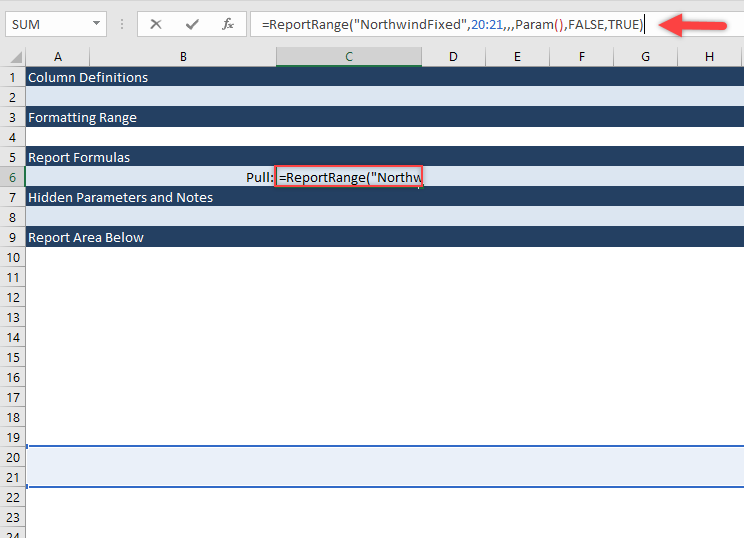 SUM fx =ReportRange("NorthwindFixed",20:21,,,Param(),FALSE,TRUE)
A B C D E F G H
1 Column Definitions
2
3 Formatting Range
4
5 Report Formulas
6 Pull: =ReportRange("Northw
7 Hidden Parameters and Notes
8
9 Report Area Below
10
11
12
13
14
15
16
17
18
19
20
21
22
23
24